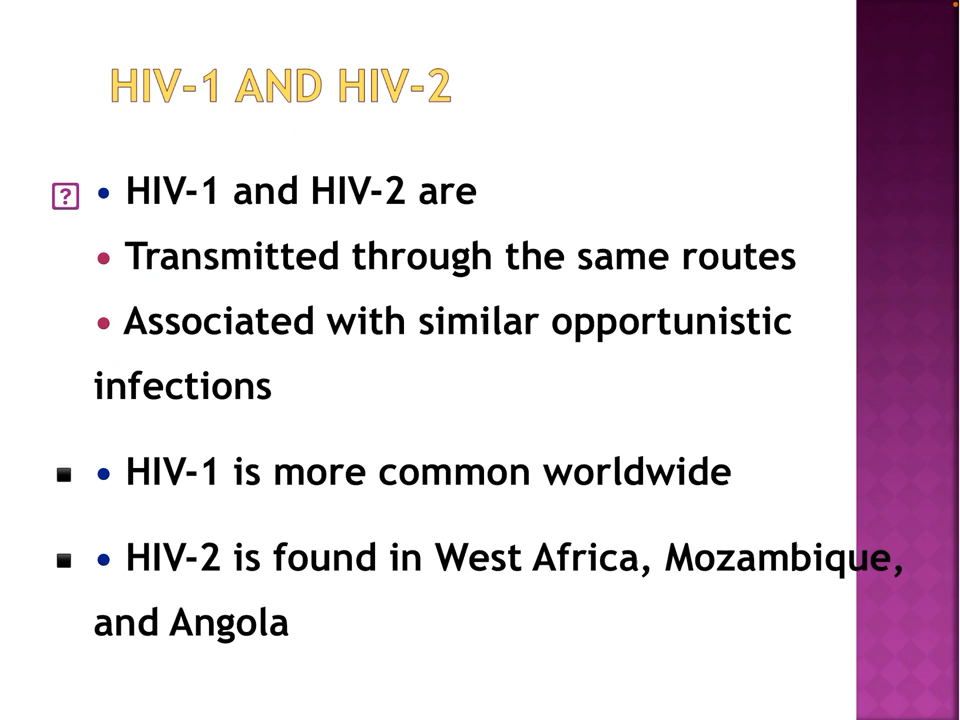 HIV-1 AND HIV-2
• HIV-1 and HIV-2 are
• Transmitted through the same routes
• Associated with similar opportunistic
infections
• HIV-1 is more common worldwide
• HIV-2 is found in West Africa, Mozambique,
and Angola